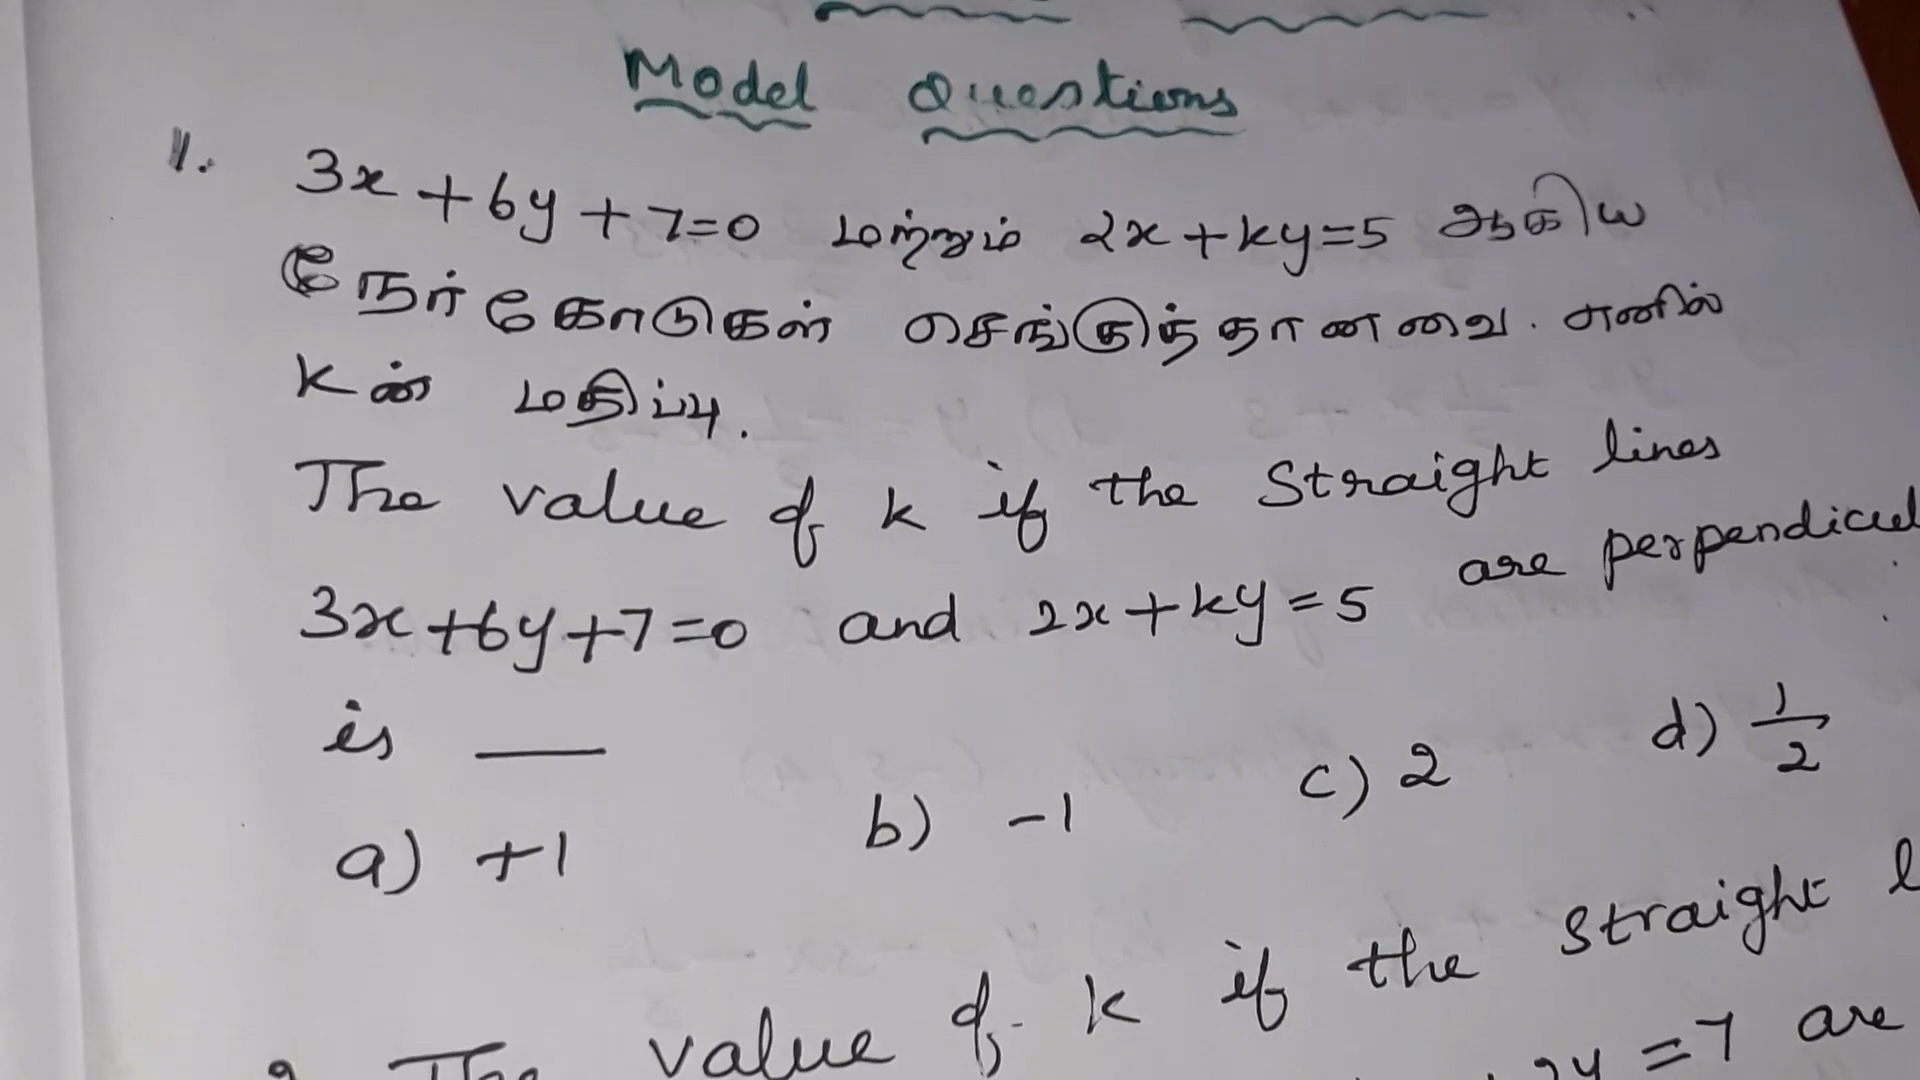 Model Questions
1. 3x + 6y + 7 = 0 மற்றும் 2x + ky = 5 ஆகிய
நேர்கோடுகள் செங்குத்தானவை. எனில்
k ன் மதிப்பு.
The value of k if the straight lines
3x + 6y + 7 = 0 and 2x + ky = 5 are perpendicul
is ___
a) +1 b) -1 c) 2 d) 1/2
The value of k if the straight l
2y = 7 are